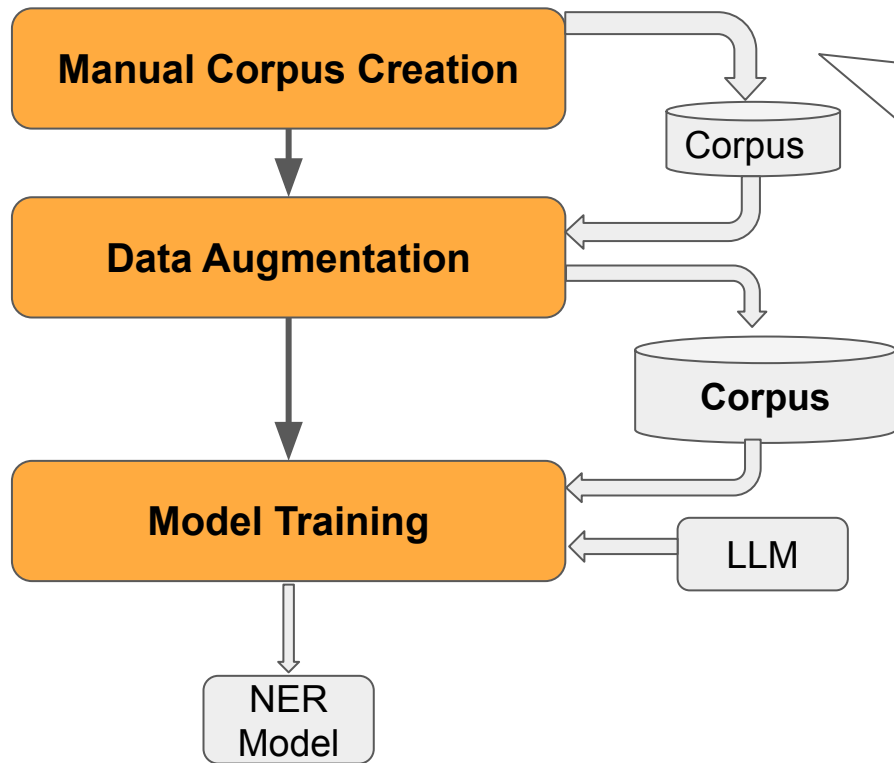 Manual Corpus Creation
Corpus
Data Augmentation
Corpus
Model Training
LLM
NER
Model